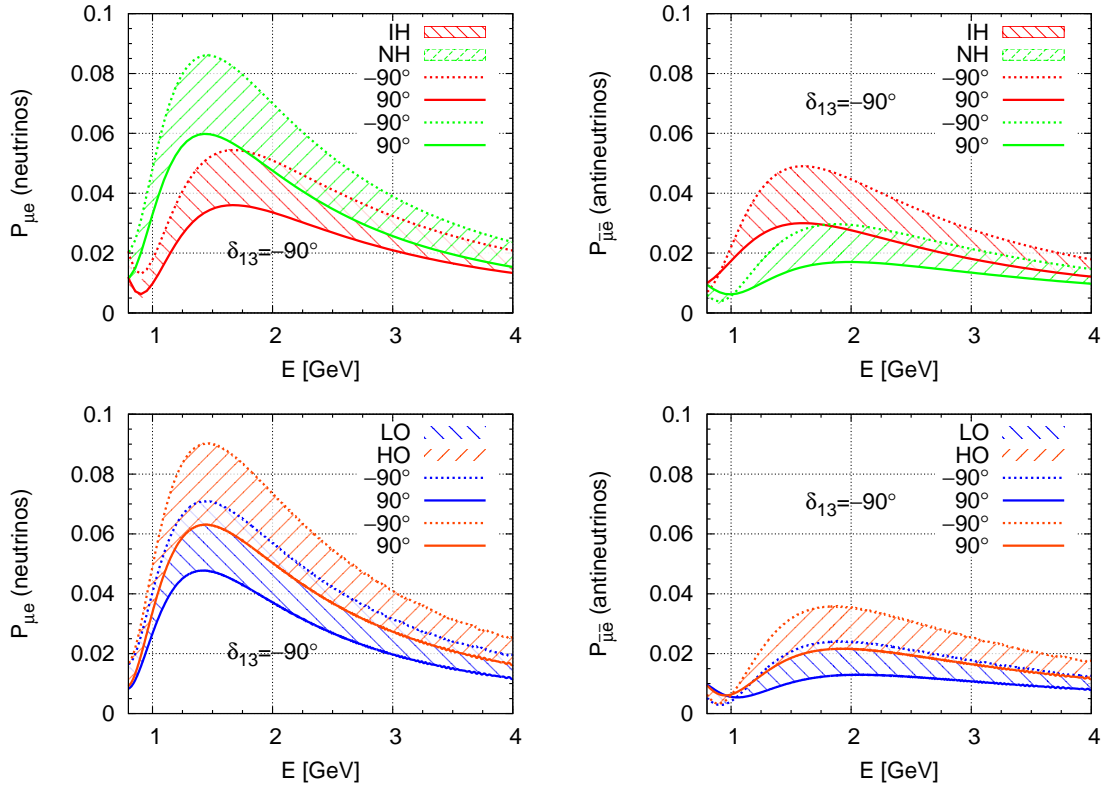 0.1
0.08
0.06
0.04
0.02
0
P_μe (neutrinos)
IH
NH
−90°
90°
−90°
90°
δ₁₃=−90°
1 2 3 4
E [GeV]
0.1
0.08
0.06
0.04
0.02
0
P_μ̅e̅ (antineutrinos)
IH
NH
−90°
90°
−90°
90°
δ₁₃=−90°
1 2 3 4
E [GeV]
0.1
0.08
0.06
0.04
0.02
0
P_μe (neutrinos)
LO
HO
−90°
90°
−90°
90°
δ₁₃=−90°
1 2 3 4
E [GeV]
0.1
0.08
0.06
0.04
0.02
0
P_μ̅e̅ (antineutrinos)
LO
HO
−90°
90°
−90°
90°
δ₁₃=−90°
1 2 3 4
E [GeV]